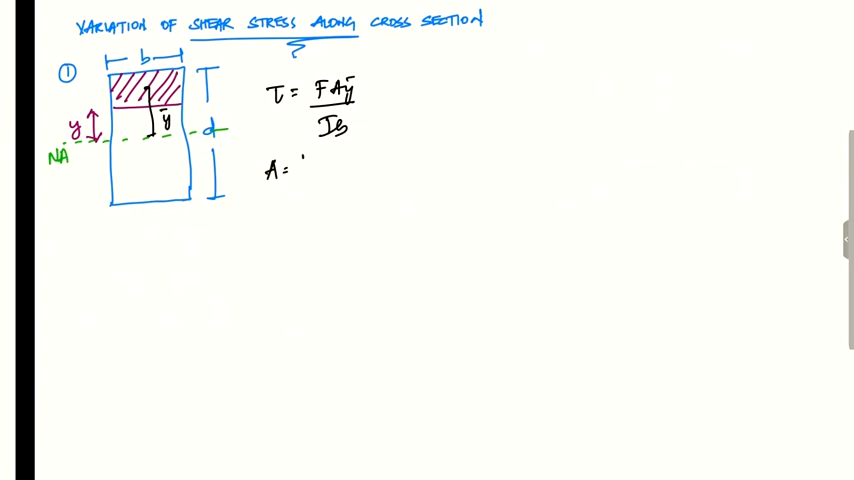 VARIATION OF SHEAR STRESS ALONG CROSS SECTION
①
b
y
ȳ
d
NA
τ = FAȳ / Ib
A =